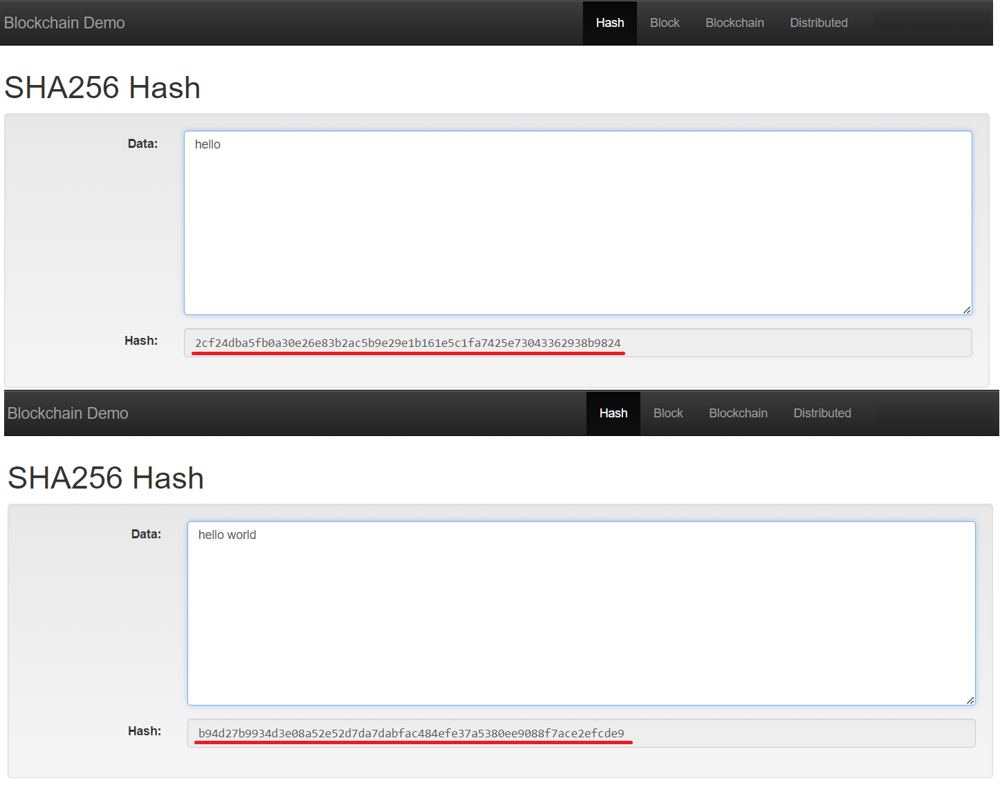 Blockchain Demo Hash Block Blockchain Distributed
SHA256 Hash
Data: hello
Hash: 2cf24dba5fb0a30e26e83b2ac5b9e29e1b161e5c1fa7425e73043362938b9824
Blockchain Demo Hash Block Blockchain Distributed
SHA256 Hash
Data: hello world
Hash: b94d27b9934d3e08a52e52d7da7dabfac484efe37a5380ee9088f7ace2efcde9